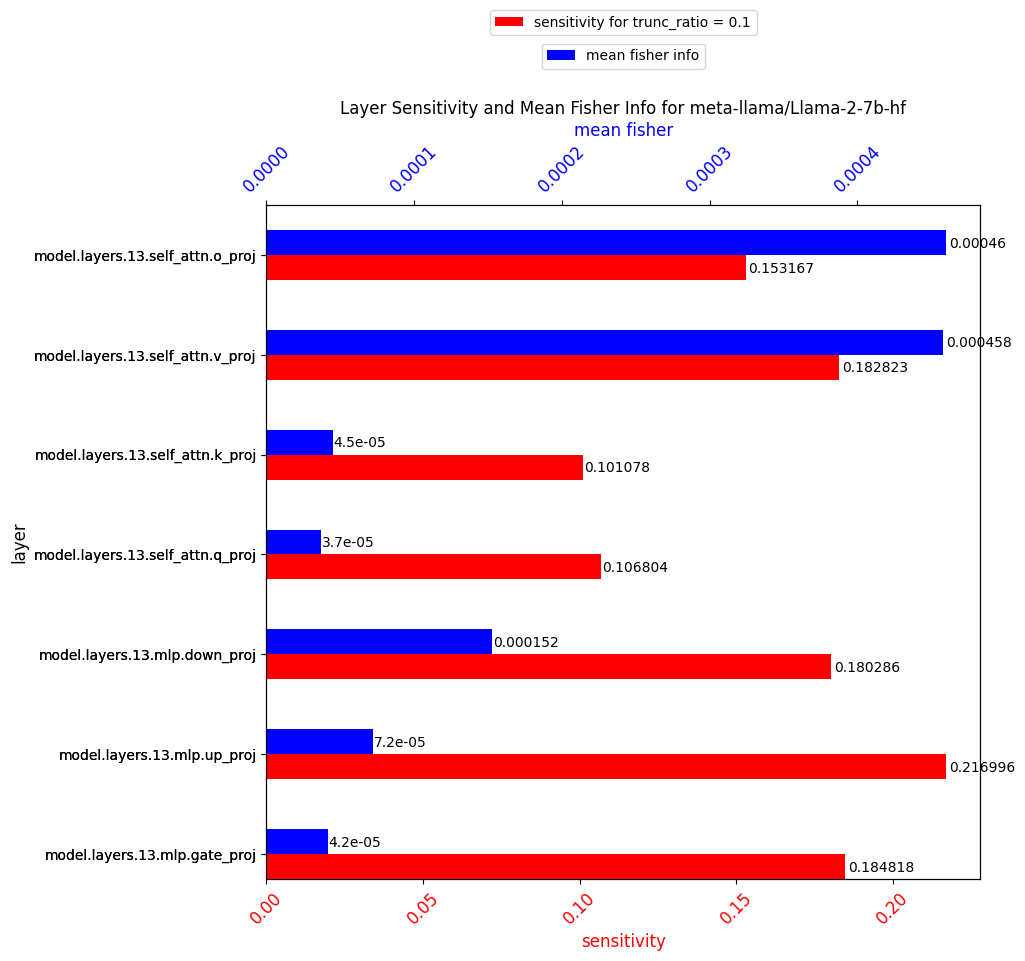 sensitivity for trunc_ratio = 0.1
mean fisher info
Layer Sensitivity and Mean Fisher Info for meta-llama/Llama-2-7b-hf
mean fisher
0.0000 0.0001 0.0002 0.0003 0.0004
0.00046
model.layers.13.self_attn.o_proj
0.153167
0.000458
model.layers.13.self_attn.v_proj
0.182823
4.5e-05
model.layers.13.self_attn.k_proj
0.101078
layer
3.7e-05
model.layers.13.self_attn.q_proj
0.106804
0.000152
model.layers.13.mlp.down_proj
0.180286
7.2e-05
model.layers.13.mlp.up_proj
0.216996
4.2e-05
model.layers.13.mlp.gate_proj
0.184818
0.00 0.05 0.10 0.15 0.20
sensitivity